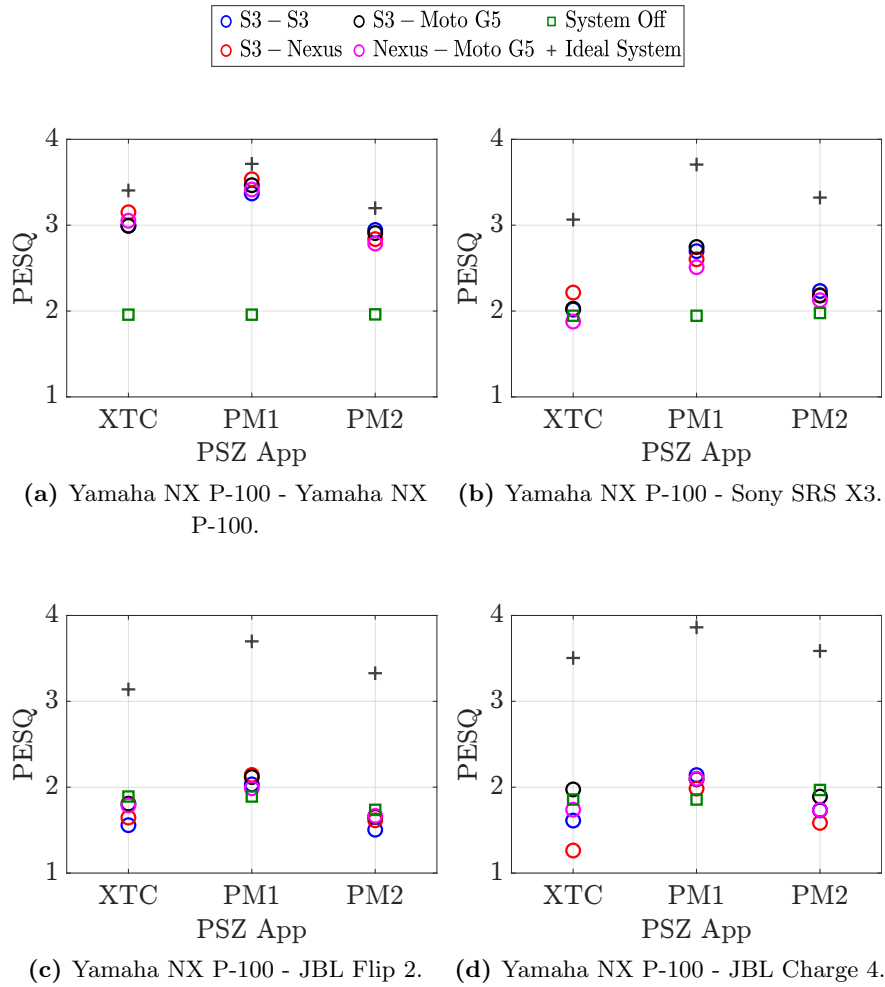 S3 – S3 S3 – Moto G5 System Off
S3 – Nexus Nexus – Moto G5 Ideal System
4
3
2
1
PESQ
XTC PM1 PM2
PSZ App
(a) Yamaha NX P-100 - Yamaha NX
P-100.
4
3
2
1
PESQ
XTC PM1 PM2
PSZ App
(b) Yamaha NX P-100 - Sony SRS X3.
4
3
2
1
PESQ
XTC PM1 PM2
PSZ App
(c) Yamaha NX P-100 - JBL Flip 2.
4
3
2
1
PESQ
XTC PM1 PM2
PSZ App
(d) Yamaha NX P-100 - JBL Charge 4.